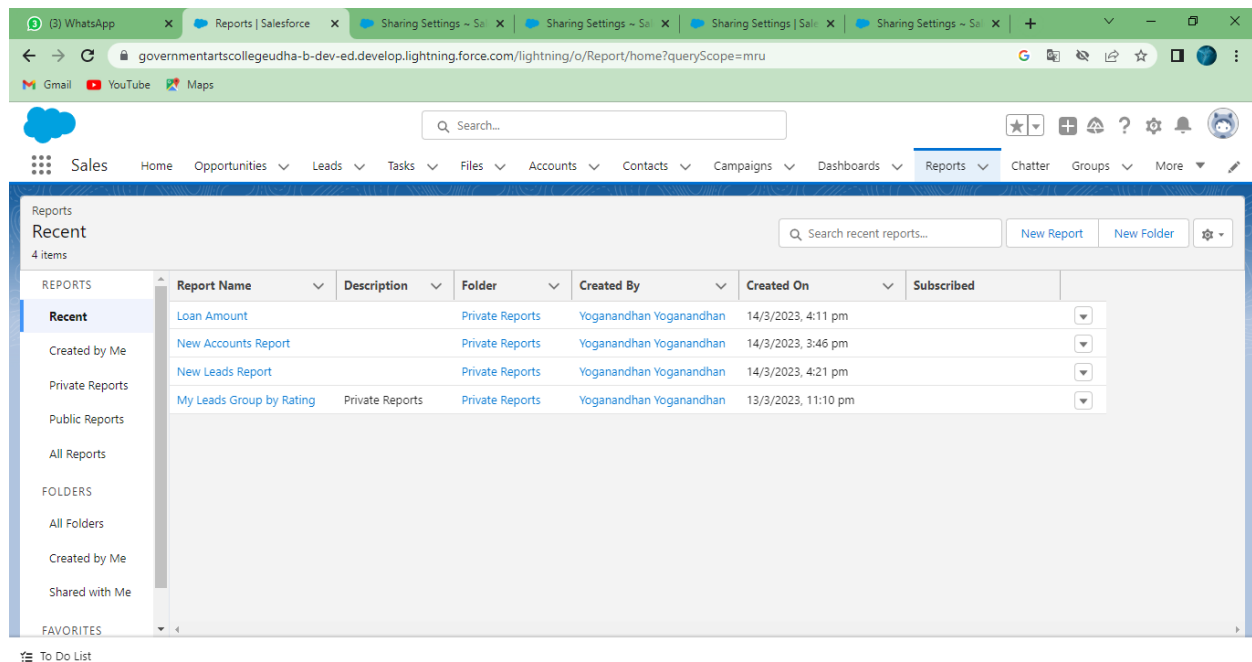 (3) WhatsApp
Reports | Salesforce
Sharing Settings ~ Sal
Sharing Settings ~ Sal
Sharing Settings | Sale
Sharing Settings ~ Sal
governmentartscollegeudha-b-dev-ed.develop.lightning.force.com/lightning/o/Report/home?queryScope=mru
Gmail YouTube Maps
Search...
Sales Home Opportunities Leads Tasks Files Accounts Contacts Campaigns Dashboards Reports Chatter Groups More
Reports
Recent
4 items
Search recent reports...
New Report New Folder
REPORTS
Recent
Created by Me
Private Reports
Public Reports
All Reports
FOLDERS
All Folders
Created by Me
Shared with Me
FAVORITES
Report Name Description Folder Created By Created On Subscribed
Loan Amount Private Reports Yoganandhan Yoganandhan 14/3/2023, 4:11 pm
New Accounts Report Private Reports Yoganandhan Yoganandhan 14/3/2023, 3:46 pm
New Leads Report Private Reports Yoganandhan Yoganandhan 14/3/2023, 4:21 pm
My Leads Group by Rating Private Reports Private Reports Yoganandhan Yoganandhan 13/3/2023, 11:10 pm
To Do List